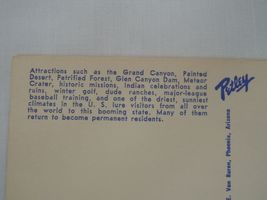 Attractions such as the Grand Canyon, Painted
Desert, Petrified Forest, Glen Canyon Dam, Meteor
Crater, historic missions, Indian celebrations and
ruins, winter golf, dude ranches, major-league
baseball training, and one of the driest, sunniest
climates in the U. S. lure visitors from all over
the world to this booming state. Many of them
return to become permanent residents.
Petley
E. Van Buren, Phoenix, Arizona